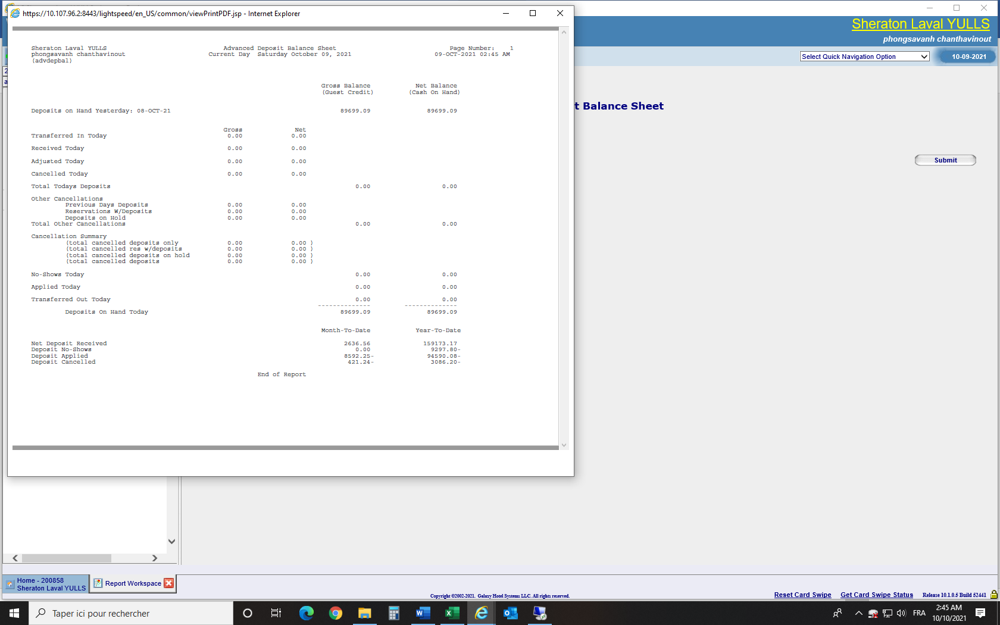 https://10.107.96.2:8443/lightspeed/en_US/common/viewPrintPDF.jsp - Internet Explorer
Sheraton Laval YULLS
phongsavanh chanthavinout
Select Quick Navigation Option
10-09-2021
Sheraton Laval YULLS Advanced Deposit Balance Sheet Page Number: 1
phongsavanh chanthavinout Current Day Saturday October 09, 2021 09-OCT-2021 02:45 AM
(advdepbal)
Gross Balance Net Balance
(Guest Credit) (Cash On Hand)
t Balance Sheet
Deposits on Hand Yesterday: 08-OCT-21 89699.09 89699.09
Gross Net
Transferred In Today 0.00 0.00
Received Today 0.00 0.00
Adjusted Today 0.00 0.00
Submit
Cancelled Today 0.00 0.00
Total Todays Deposits 0.00 0.00
Other Cancellations
Previous Days Deposits 0.00 0.00
Reservations W/Deposits 0.00 0.00
Deposits on Hold 0.00 0.00
Total Other Cancellations 0.00 0.00
Cancellation Summary
(total cancelled deposits only 0.00 0.00 )
(total cancelled res w/deposits 0.00 0.00 )
(total cancelled deposits on hold 0.00 0.00 )
(total cancelled deposits 0.00 0.00 )
No-Shows Today 0.00 0.00
Applied Today 0.00 0.00
Transferred Out Today 0.00 0.00
-------------- --------------
Deposits On Hand Today 89699.09 89699.09
Month-To-Date Year-To-Date
Net Deposit Received 2636.56 159173.17
Deposit No-Shows 0.00 9297.80-
Deposit Applied 8592.25- 94590.08-
Deposit Cancelled 421.24- 3086.20-
End of Report
Home - 200858
Sheraton Laval YULLS
Report Workspace
Copyright ©2002-2021. Galaxy Hotel Systems LLC. All rights reserved.
Reset Card Swipe Get Card Swipe Status Release 10.1.0.5 Build 52441
Taper ici pour rechercher
FRA
2:45 AM
10/10/2021